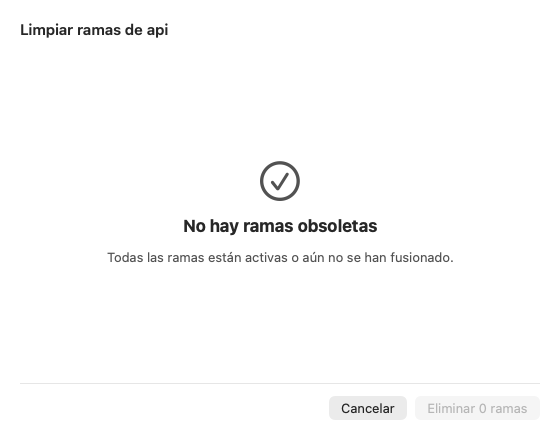 Limpiar ramas de api
No hay ramas obsoletas
Todas las ramas están activas o aún no se han fusionado.
Cancelar
Eliminar 0 ramas